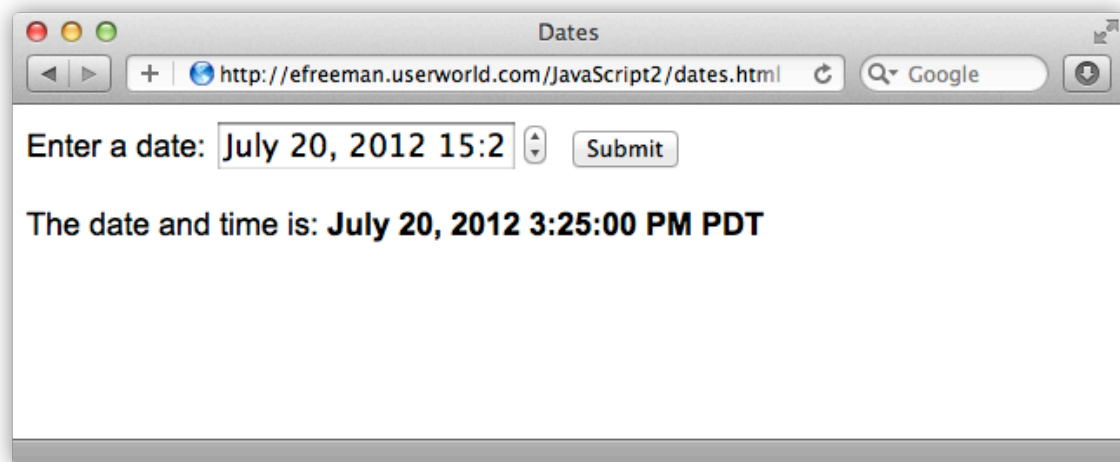 Dates
http://efreeman.userworld.com/JavaScript2/dates.html
Google
Enter a date: July 20, 2012 15:2
Submit
The date and time is: July 20, 2012 3:25:00 PM PDT